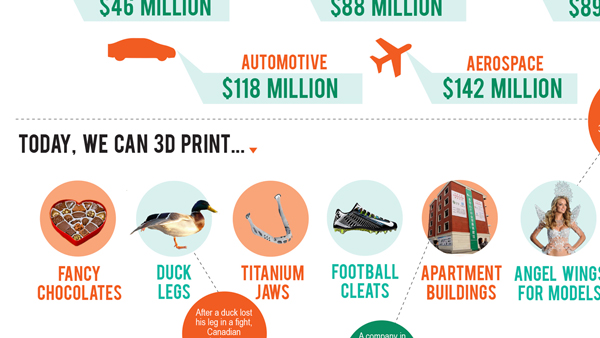 $46 MILLION
$88 MILLION
$89
AUTOMOTIVE
$118 MILLION
AEROSPACE
$142 MILLION
TODAY, WE CAN 3D PRINT...
FANCY
CHOCOLATES
DUCK
LEGS
TITANIUM
JAWS
FOOTBALL
CLEATS
APARTMENT
BUILDINGS
ANGEL WINGS
FOR MODELS
After a duck lost
his leg in a fight,
Canadian
A company in